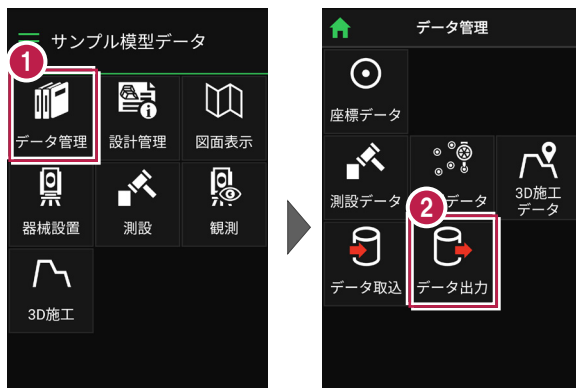 サンプル模型データ
1
データ管理
設計管理
図面表示
器械設置
測設
観測
3D施工
データ管理
座標データ
測設データ
データ
3D施工
データ
2
データ取込
データ出力